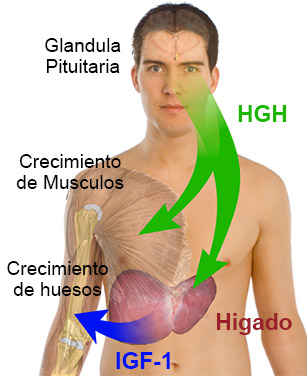 Glandula
Pituitaria
HGH
Crecimiento
de Musculos
Crecimiento
de huesos
Higado
IGF-1